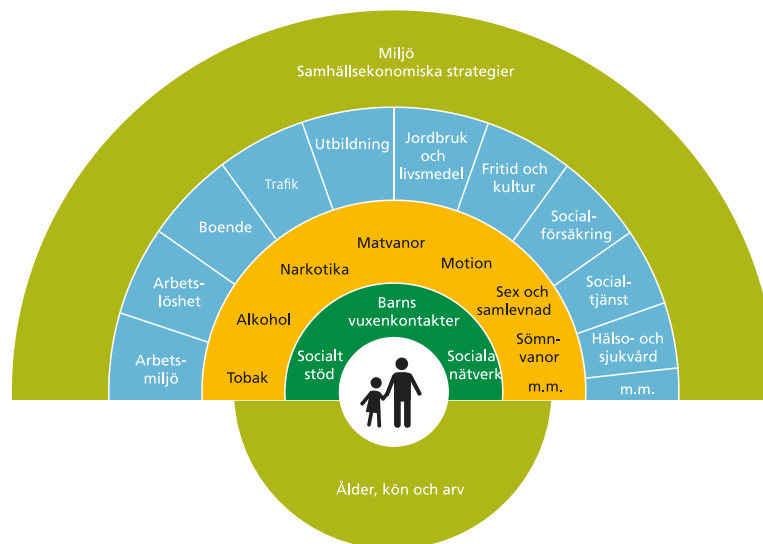 Miljö
Samhällsekonomiska strategier
Utbildning
Jordbruk
och
livsmedel
Trafik
Fritid och
kultur
Boende
Social-
försäkring
Arbets-
löshet
Social-
tjänst
Arbets-
miljö
Hälso- och
sjukvård
m.m.
Matvanor
Narkotika
Motion
Alkohol
Sex och
samlevnad
Tobak
Sömn-
vanor
m.m.
Barns
vuxenkontakter
Socialt
stöd
Sociala
nätverk
Ålder, kön och arv